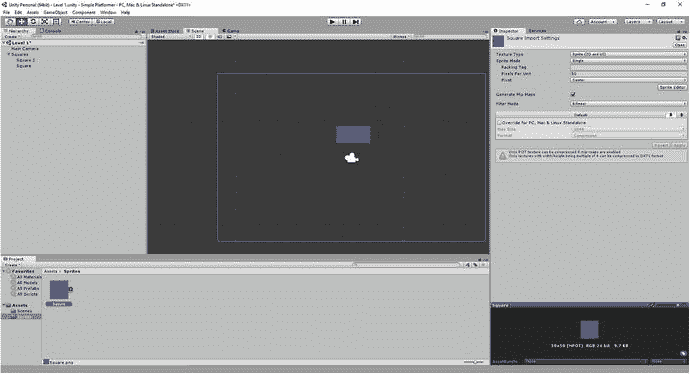 Unity Personal (64bit) - Level 1.unity - Simple Platformer - PC, Mac & Linux Standalone* <DX11>
File Edit Assets GameObject Component Window Help
Center Local Account Layers Layout
Hierarchy Console Asset Store Scene Game Inspector Services
Create Shaded 2D Gizmos Square Import Settings
Level 1* Open
Main Camera
Squares Texture Type Sprite (2D and UI)
Square 2 Sprite Mode Single
Square Packing Tag
Pixels Per Unit 50
Pivot Center
Sprite Editor
Generate Mip Maps
Filter Mode Bilinear
Default
Override for PC, Mac & Linux Standalone
Max Size
Format Compressed
Revert Apply
Only POT texture can be compressed if mip-maps are enabled
Only textures with width/height being multiple of 4 can be compressed to DXT1 format
Project
Create
Favorites Assets Sprites
All Materials
All Models
All Prefabs
All Scripts
Square
Assets Square
Scenes
50x50 (NPOT) RGB 24 bit 9.7 KB
Square.png AssetBundle None None